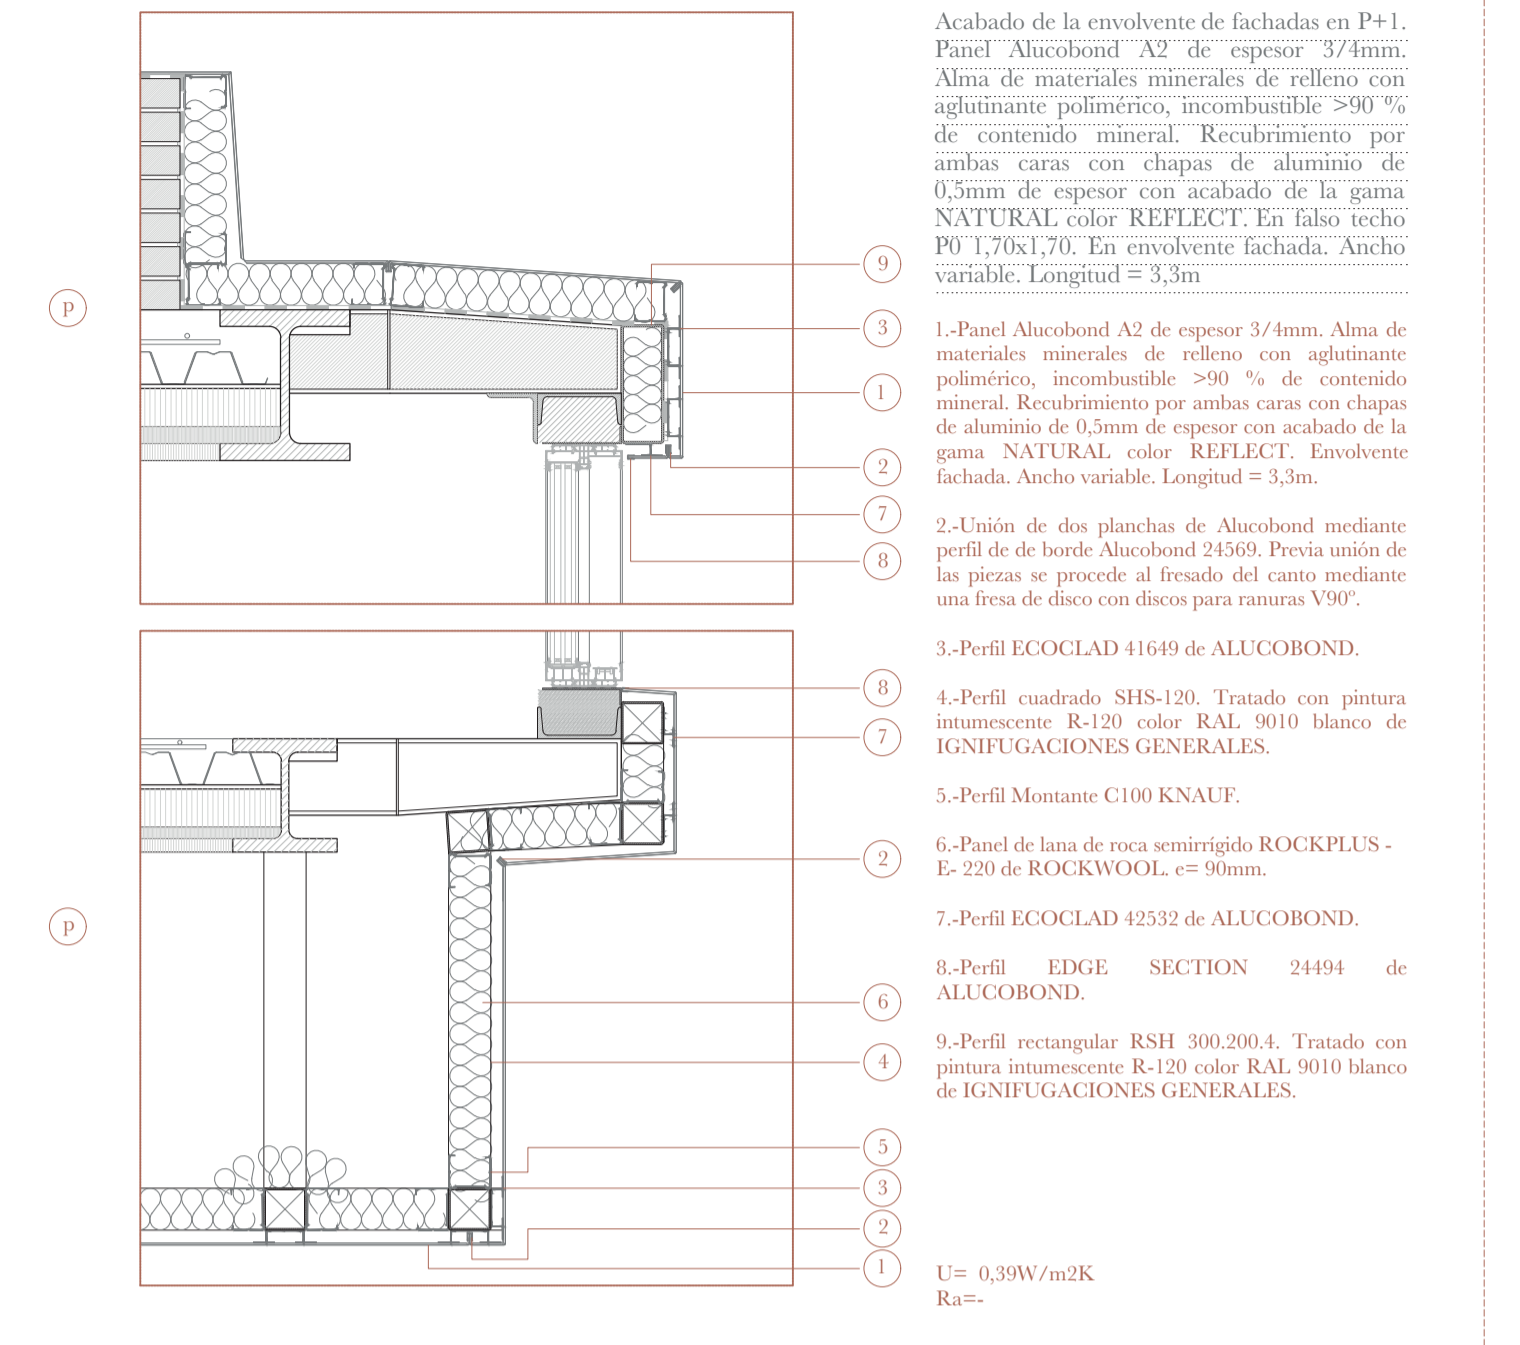 Acabado de la envolvente de fachadas en P+1.
Panel Alucobond A2 de espesor 3/4mm.
Alma de materiales minerales de relleno con
aglutinante polimérico, incombustible >90 %
de contenido mineral. Recubrimiento por
ambas caras con chapas de aluminio de
0,5mm de espesor con acabado de la gama
NATURAL color REFLECT. En falso techo
P0 1,70x1,70. En envolvente fachada. Ancho
variable. Longitud = 3,3m
1.-Panel Alucobond A2 de espesor 3/4mm. Alma de
materiales minerales de relleno con aglutinante
polimérico, incombustible >90 % de contenido
mineral. Recubrimiento por ambas caras con chapas
de aluminio de 0,5mm de espesor con acabado de la
gama NATURAL color REFLECT. Envolvente
fachada. Ancho variable. Longitud = 3,3m.
2.-Unión de dos planchas de Alucobond mediante
perfil de de borde Alucobond 24569. Previa unión de
las piezas se procede al fresado del canto mediante
una fresa de disco con discos para ranuras V90º.
3.-Perfil ECOCLAD 41649 de ALUCOBOND.
4.-Perfil cuadrado SHS-120. Tratado con pintura
intumescente R-120 color RAL 9010 blanco de
IGNIFUGACIONES GENERALES.
5.-Perfil Montante C100 KNAUF.
6.-Panel de lana de roca semirrígido ROCKPLUS -
E- 220 de ROCKWOOL. e= 90mm.
7.-Perfil ECOCLAD 42532 de ALUCOBOND.
8.-Perfil EDGE SECTION 24494 de
ALUCOBOND.
9.-Perfil rectangular RSH 300.200.4. Tratado con
pintura intumescente R-120 color RAL 9010 blanco
de IGNIFUGACIONES GENERALES.
U= 0,39W/m2K
Ra=-
p
9
3
1
2
7
8
p
8
7
2
6
4
5
3
2
1